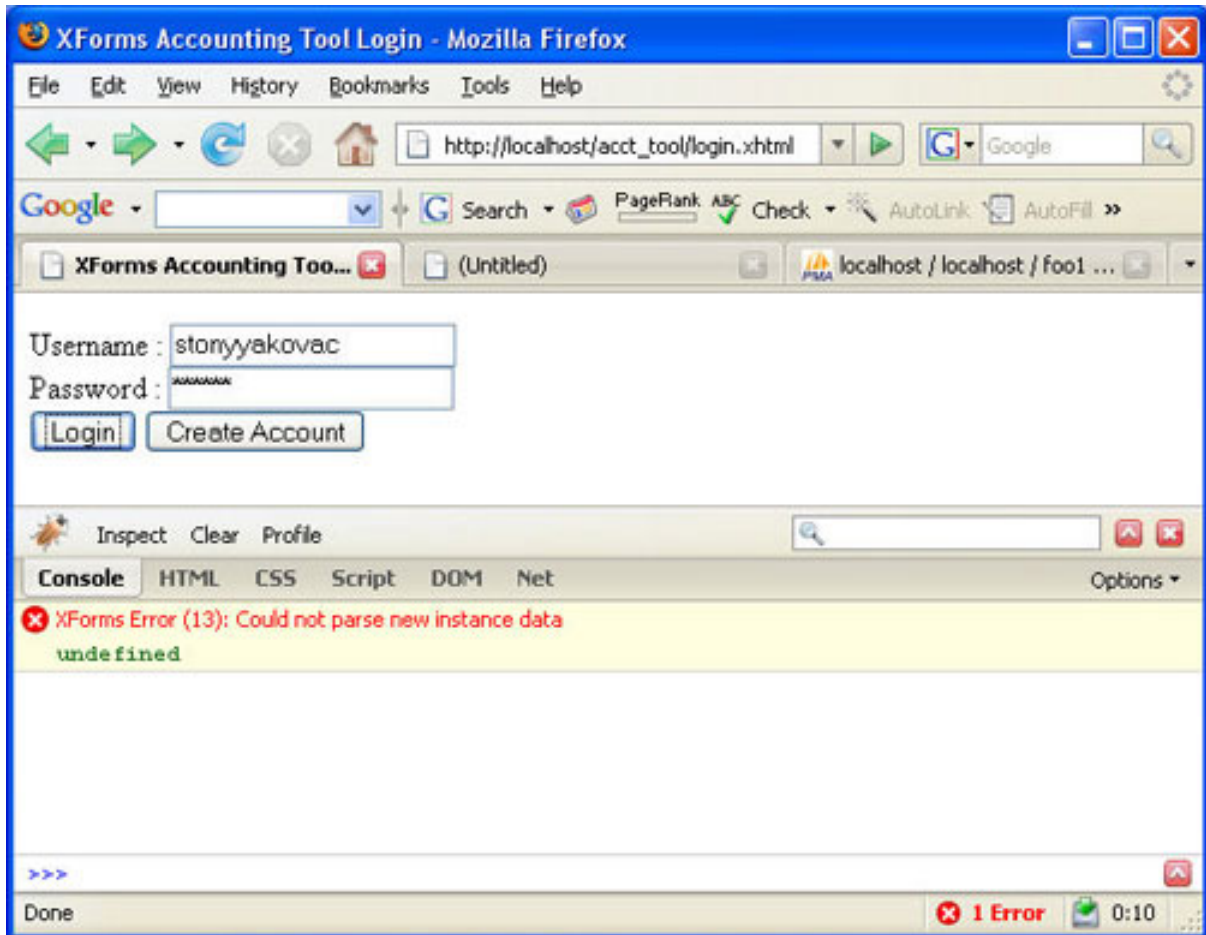 XForms Accounting Tool Login - Mozilla Firefox
File Edit View History Bookmarks Tools Help
http://localhost/acct_tool/login.xhtml G Google
Google G Search PageRank ABC Check AutoLink AutoFill »
XForms Accounting Too... (Untitled) PMA localhost / localhost / foo1 ...
Username : stonyyakovac
Password : ******
Login Create Account
Inspect Clear Profile
Console HTML CSS Script DOM Net Options
XForms Error (13): Could not parse new instance data
undefined
>>>
Done 1 Error 0:10